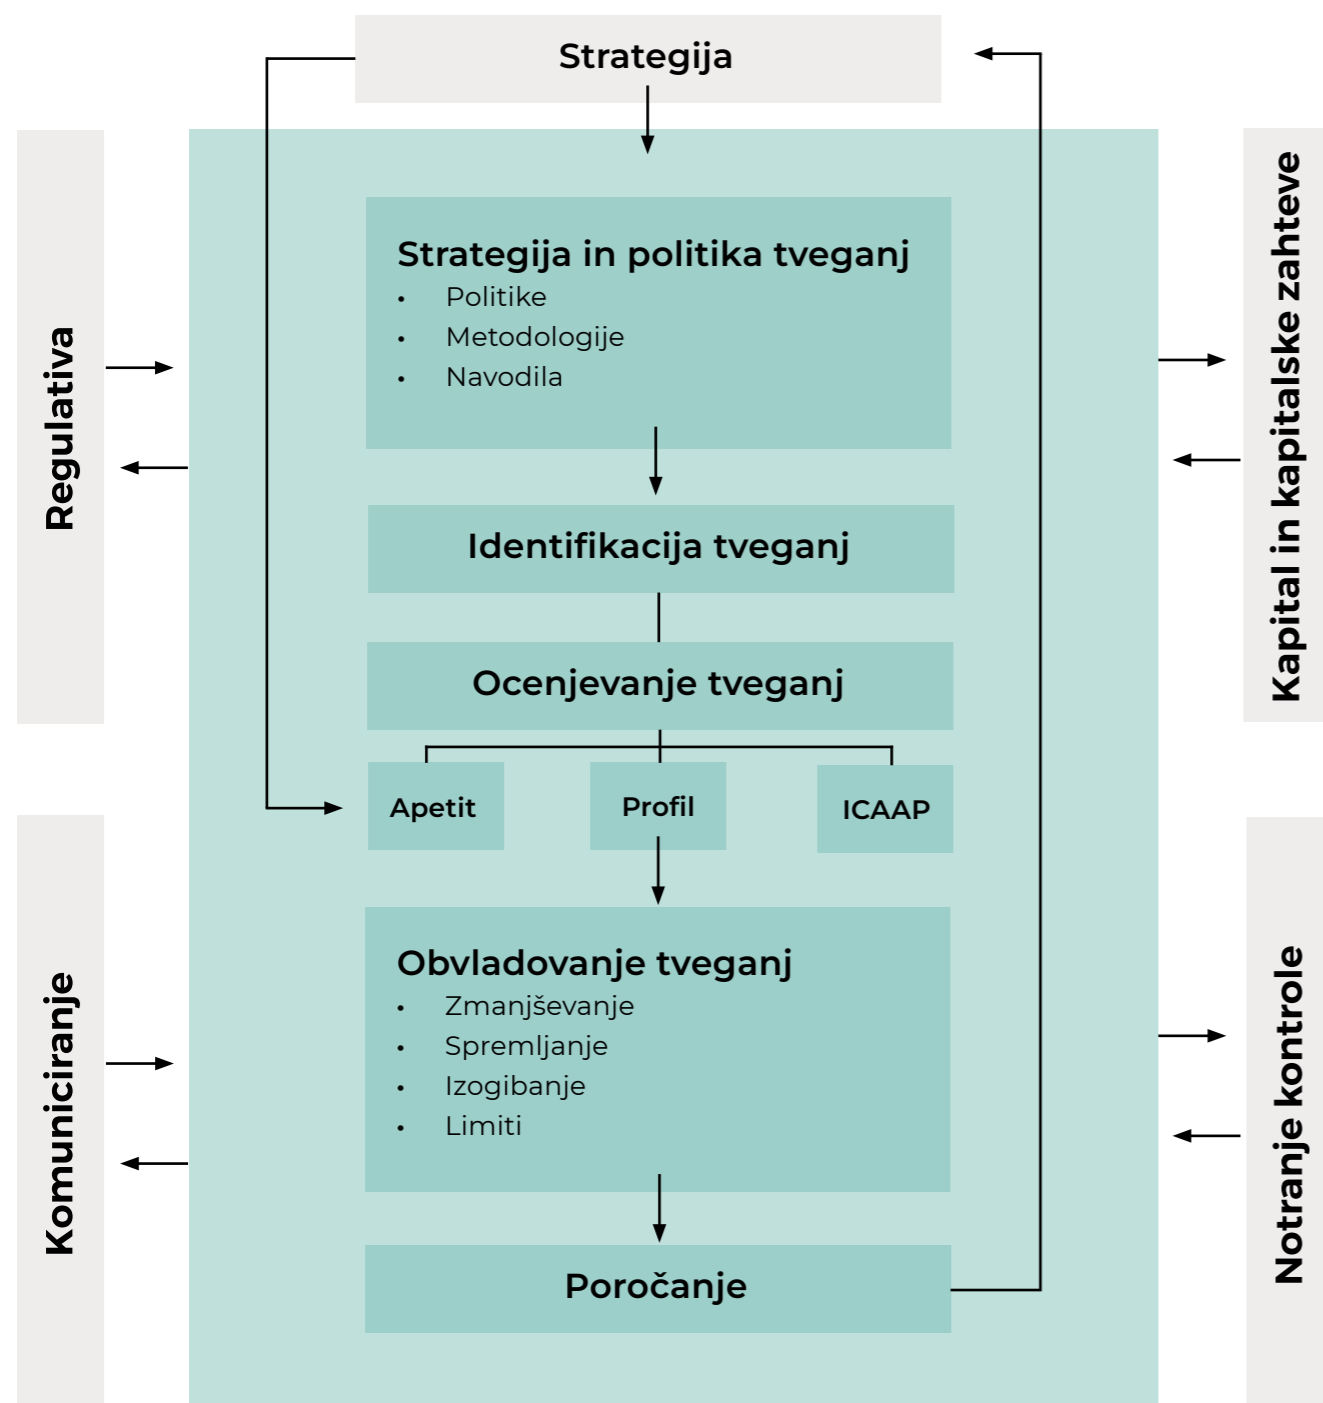 Strategija
Regulativa
Kapital in kapitalske zahteve
Strategija in politika tveganj
• Politike
• Metodologije
• Navodila
Identifikacija tveganj
Ocenjevanje tveganj
Apetit
Profil
ICAAP
Komuniciranje
Notranje kontrole
Obvladovanje tveganj
• Zmanjševanje
• Spremljanje
• Izogibanje
• Limiti
Poročanje